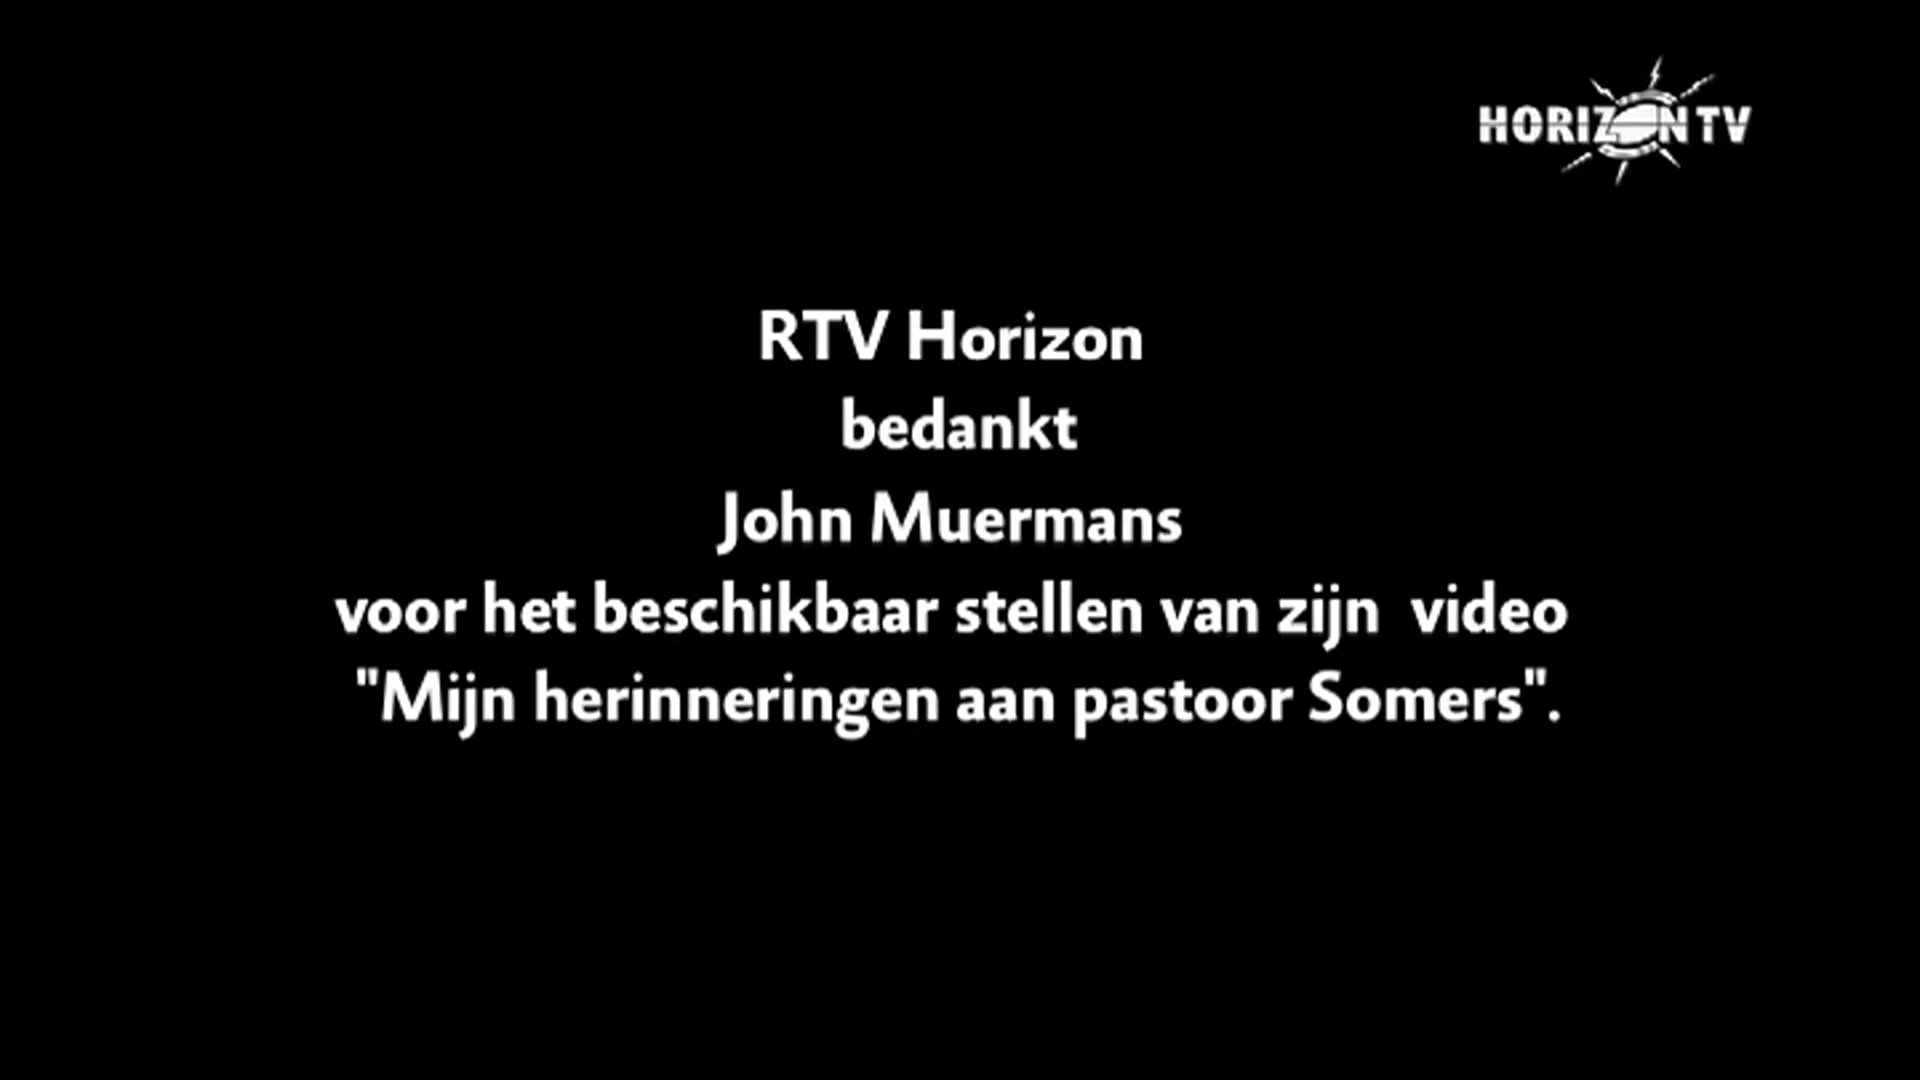 HORIZON TV
RTV Horizon
bedankt
John Muermans
voor het beschikbaar stellen van zijn  video
"Mijn herinneringen aan pastoor Somers".